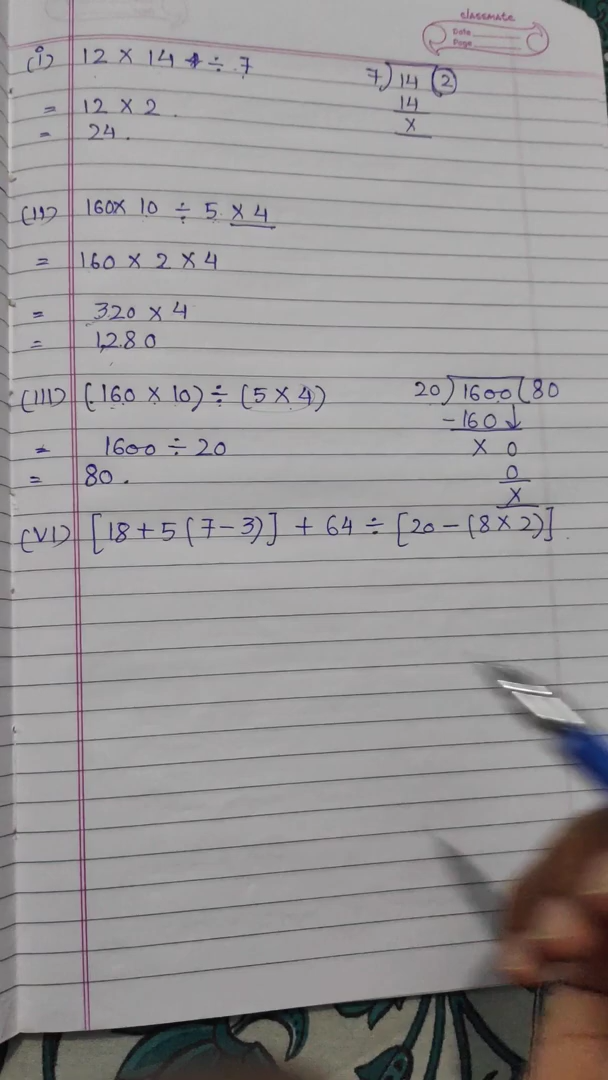 classmate
Date
Page
(i) 12 × 14 ÷ 7
= 12 × 2
= 24.
7) 14 (2
14
×
(II) 160× 10 ÷ 5 × 4
= 160 × 2 × 4
= 320 × 4
= 1280
(III) (160 × 10) ÷ (5 × 4)
= 1600 ÷ 20
= 80.
20) 1600 (80
-160↓
× 0
0
×
(VI) [18 + 5 (7 - 3)] + 64 ÷ [20 - (8 × 2)]